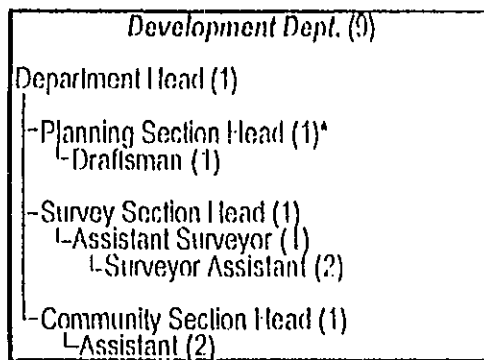 Development Dept. (9)
Department Head (1)
Planning Section Head (1)*
Draftsman (1)
Survey Section Head (1)
Assistant Surveyor (1)
Surveyor Assistant (2)
Community Section Head (1)
Assistant (2)